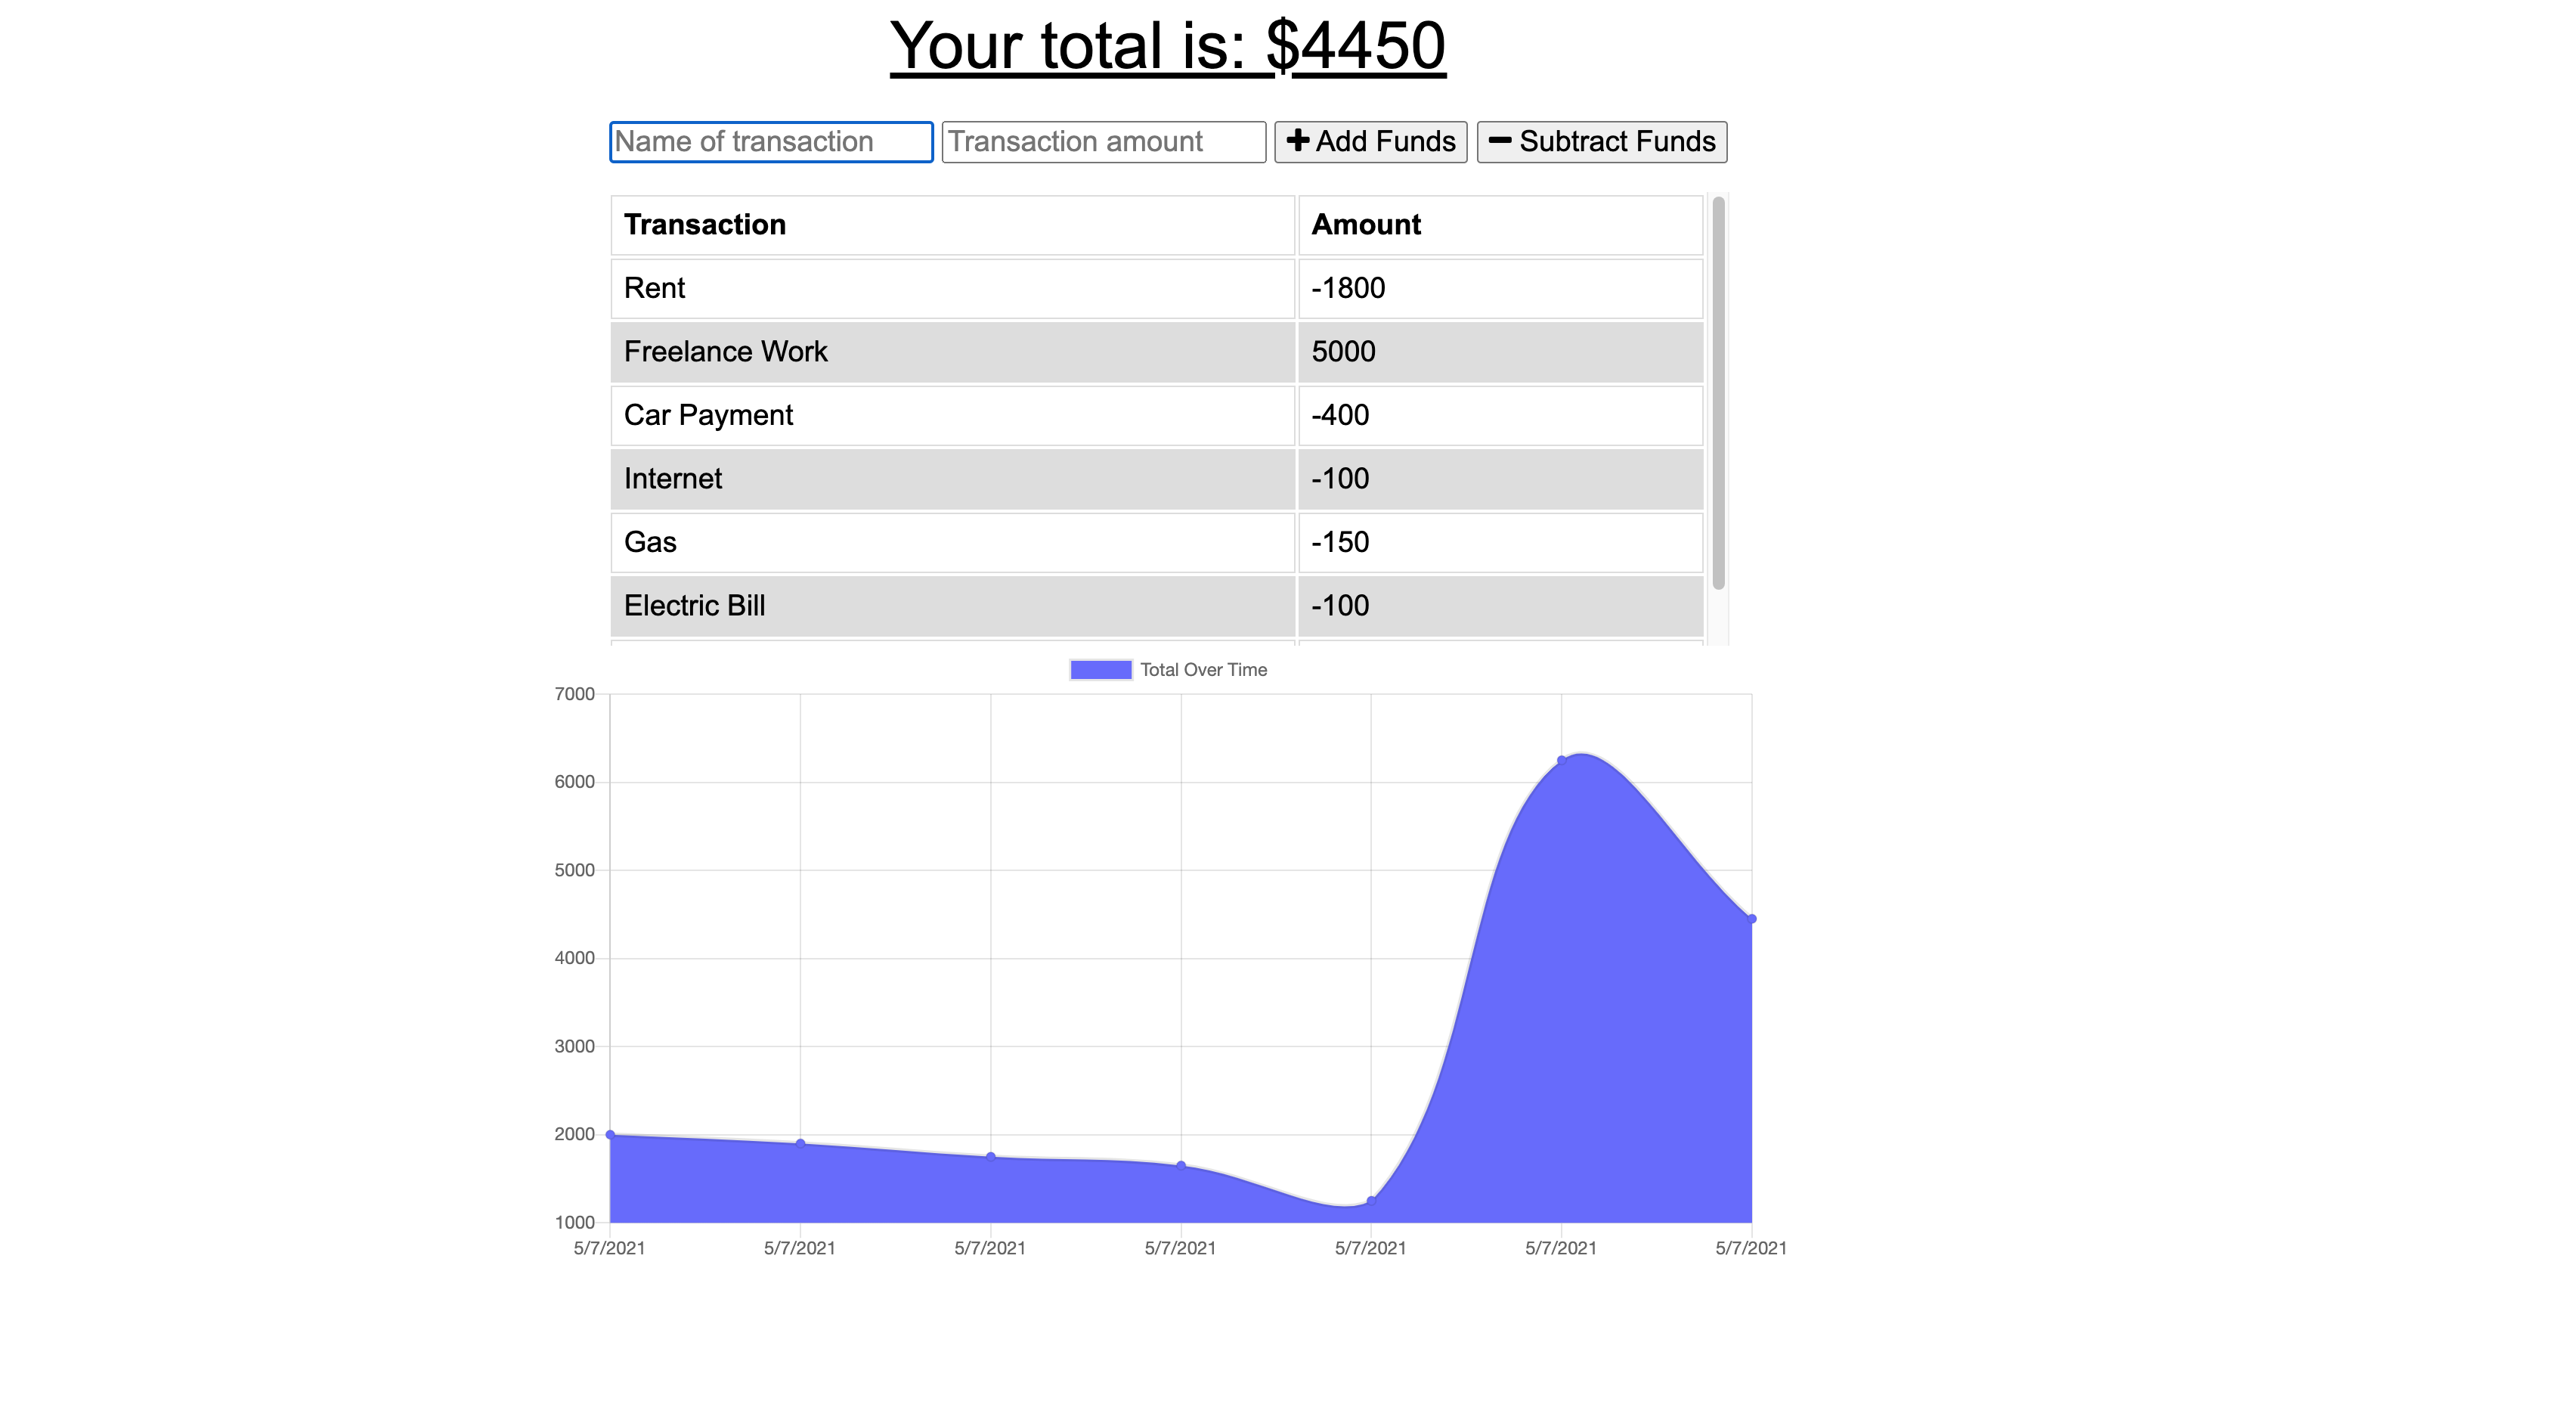 Your total is: $4450
Name of transaction Transaction amount Add Funds Subtract Funds
Transaction Amount
Rent -1800
Freelance Work 5000
Car Payment -400
Internet -100
Gas -150
Electric Bill -100
Total Over Time
7000
6000
5000
4000
3000
2000
1000
5/7/2021 5/7/2021 5/7/2021 5/7/2021 5/7/2021 5/7/2021 5/7/2021